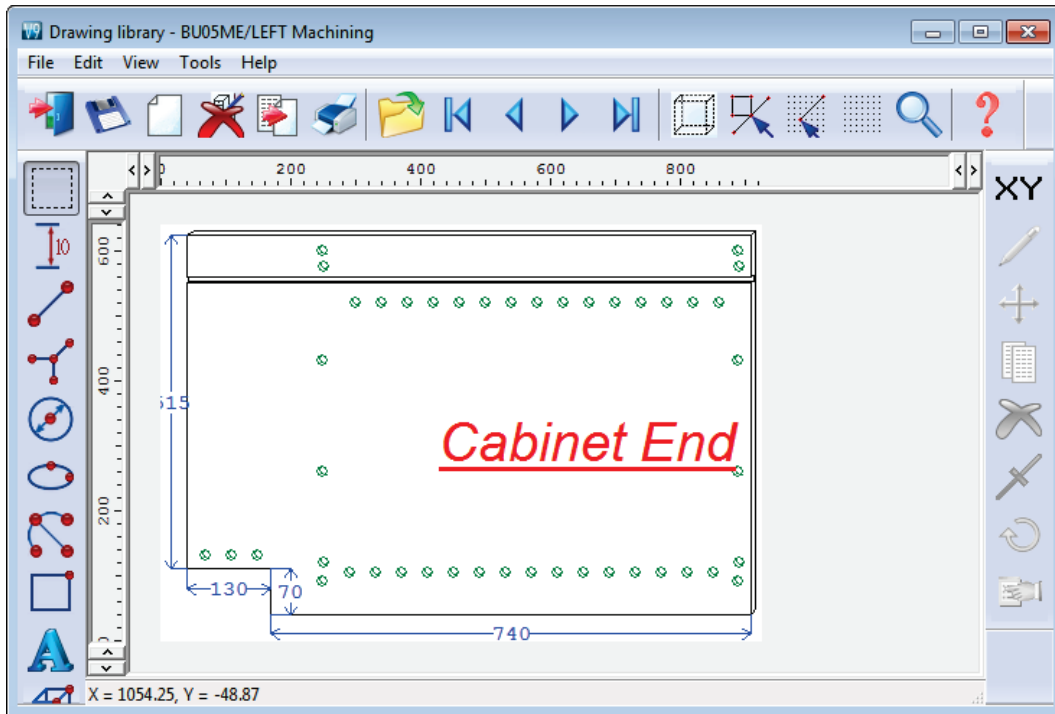 V9 Drawing library - BU05ME/LEFT Machining
File Edit View Tools Help
10
XY
200 400 600 800
600
400
200
0
Cabinet End
130
70
740
A
X = 1054.25, Y = -48.87